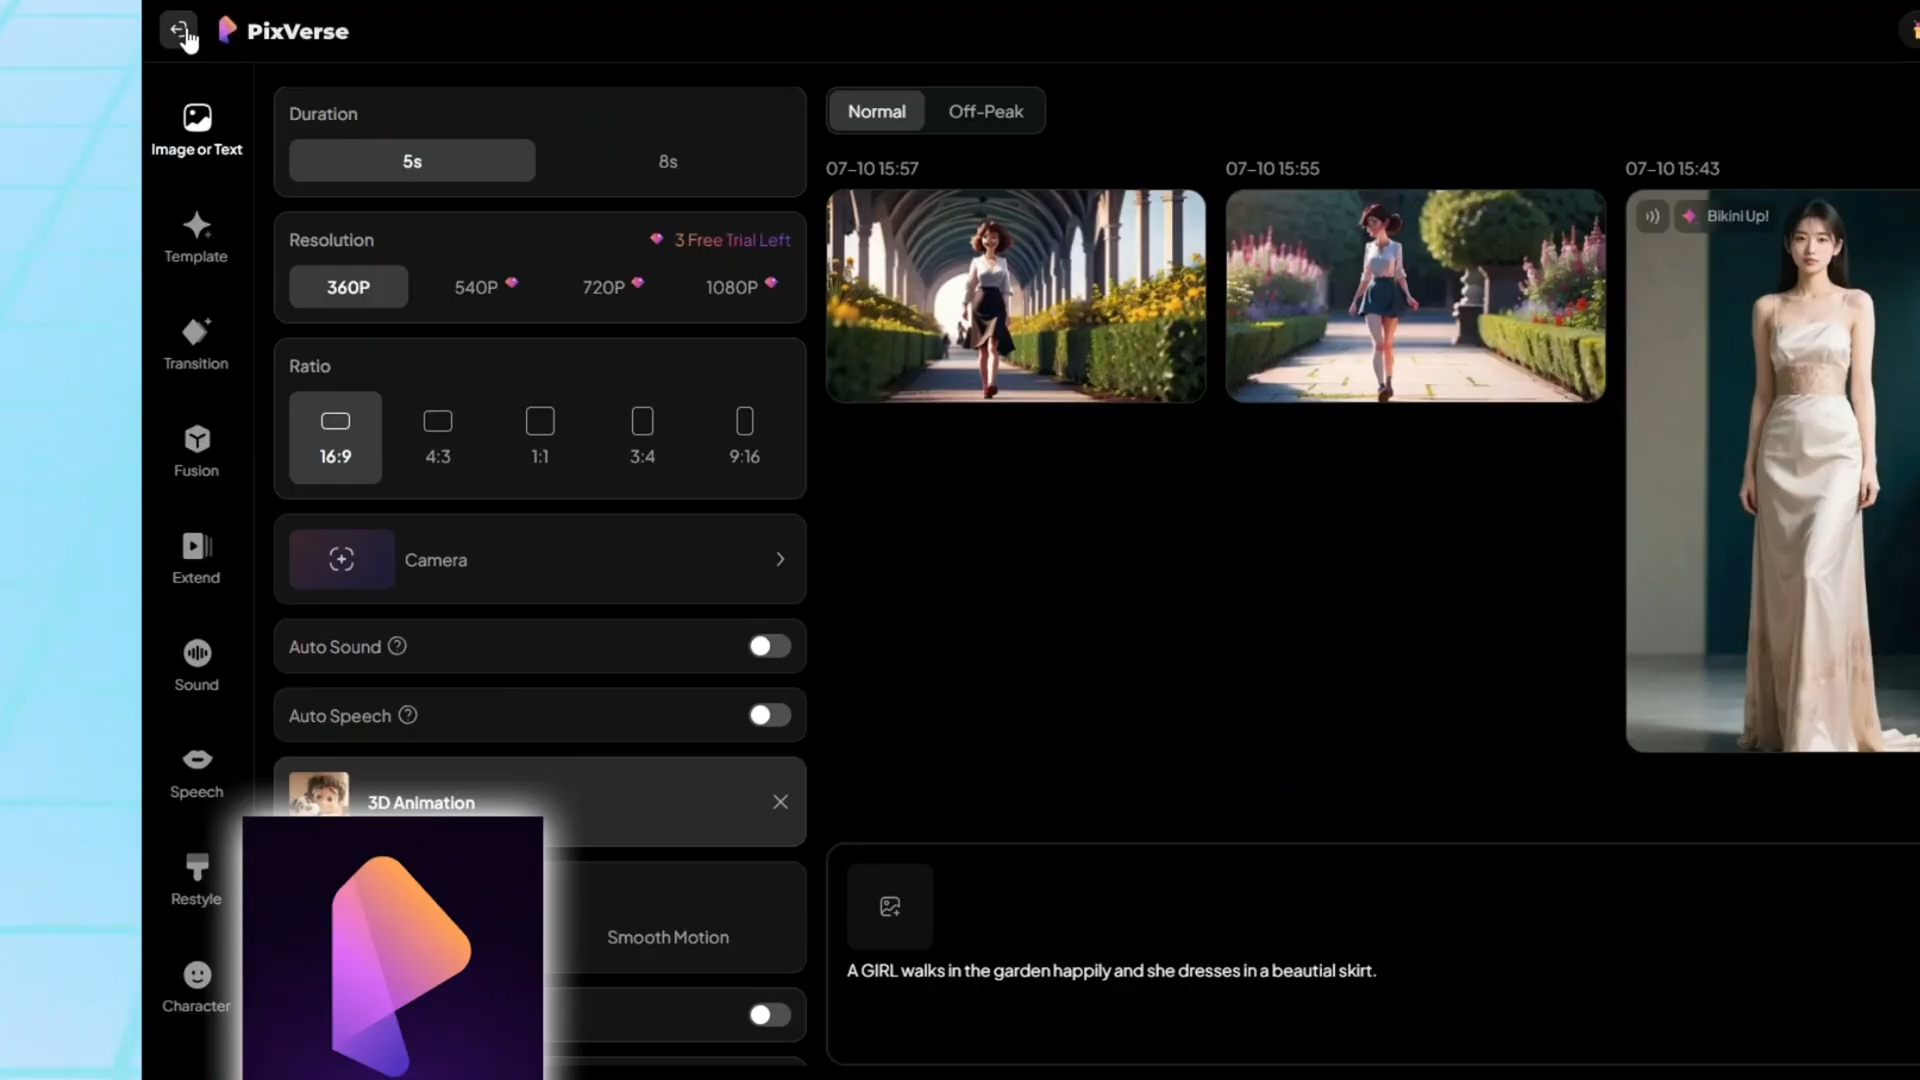 PixVerse
Image or Text
Template
Transition
Fusion
Extend
Sound
Speech
Restyle
Character
Duration
5s 8s
Resolution 3 Free Trial Left
360P 540P 720P 1080P
Ratio
16:9 4:3 1:1 3:4 9:16
Camera
Auto Sound ?
Auto Speech ?
3D Animation
Smooth Motion
Normal Off-Peak
07-10 15:57 07-10 15:55 07-10 15:43
Bikini Up!
A GIRL walks in the garden happily and she dresses in a beautial skirt.